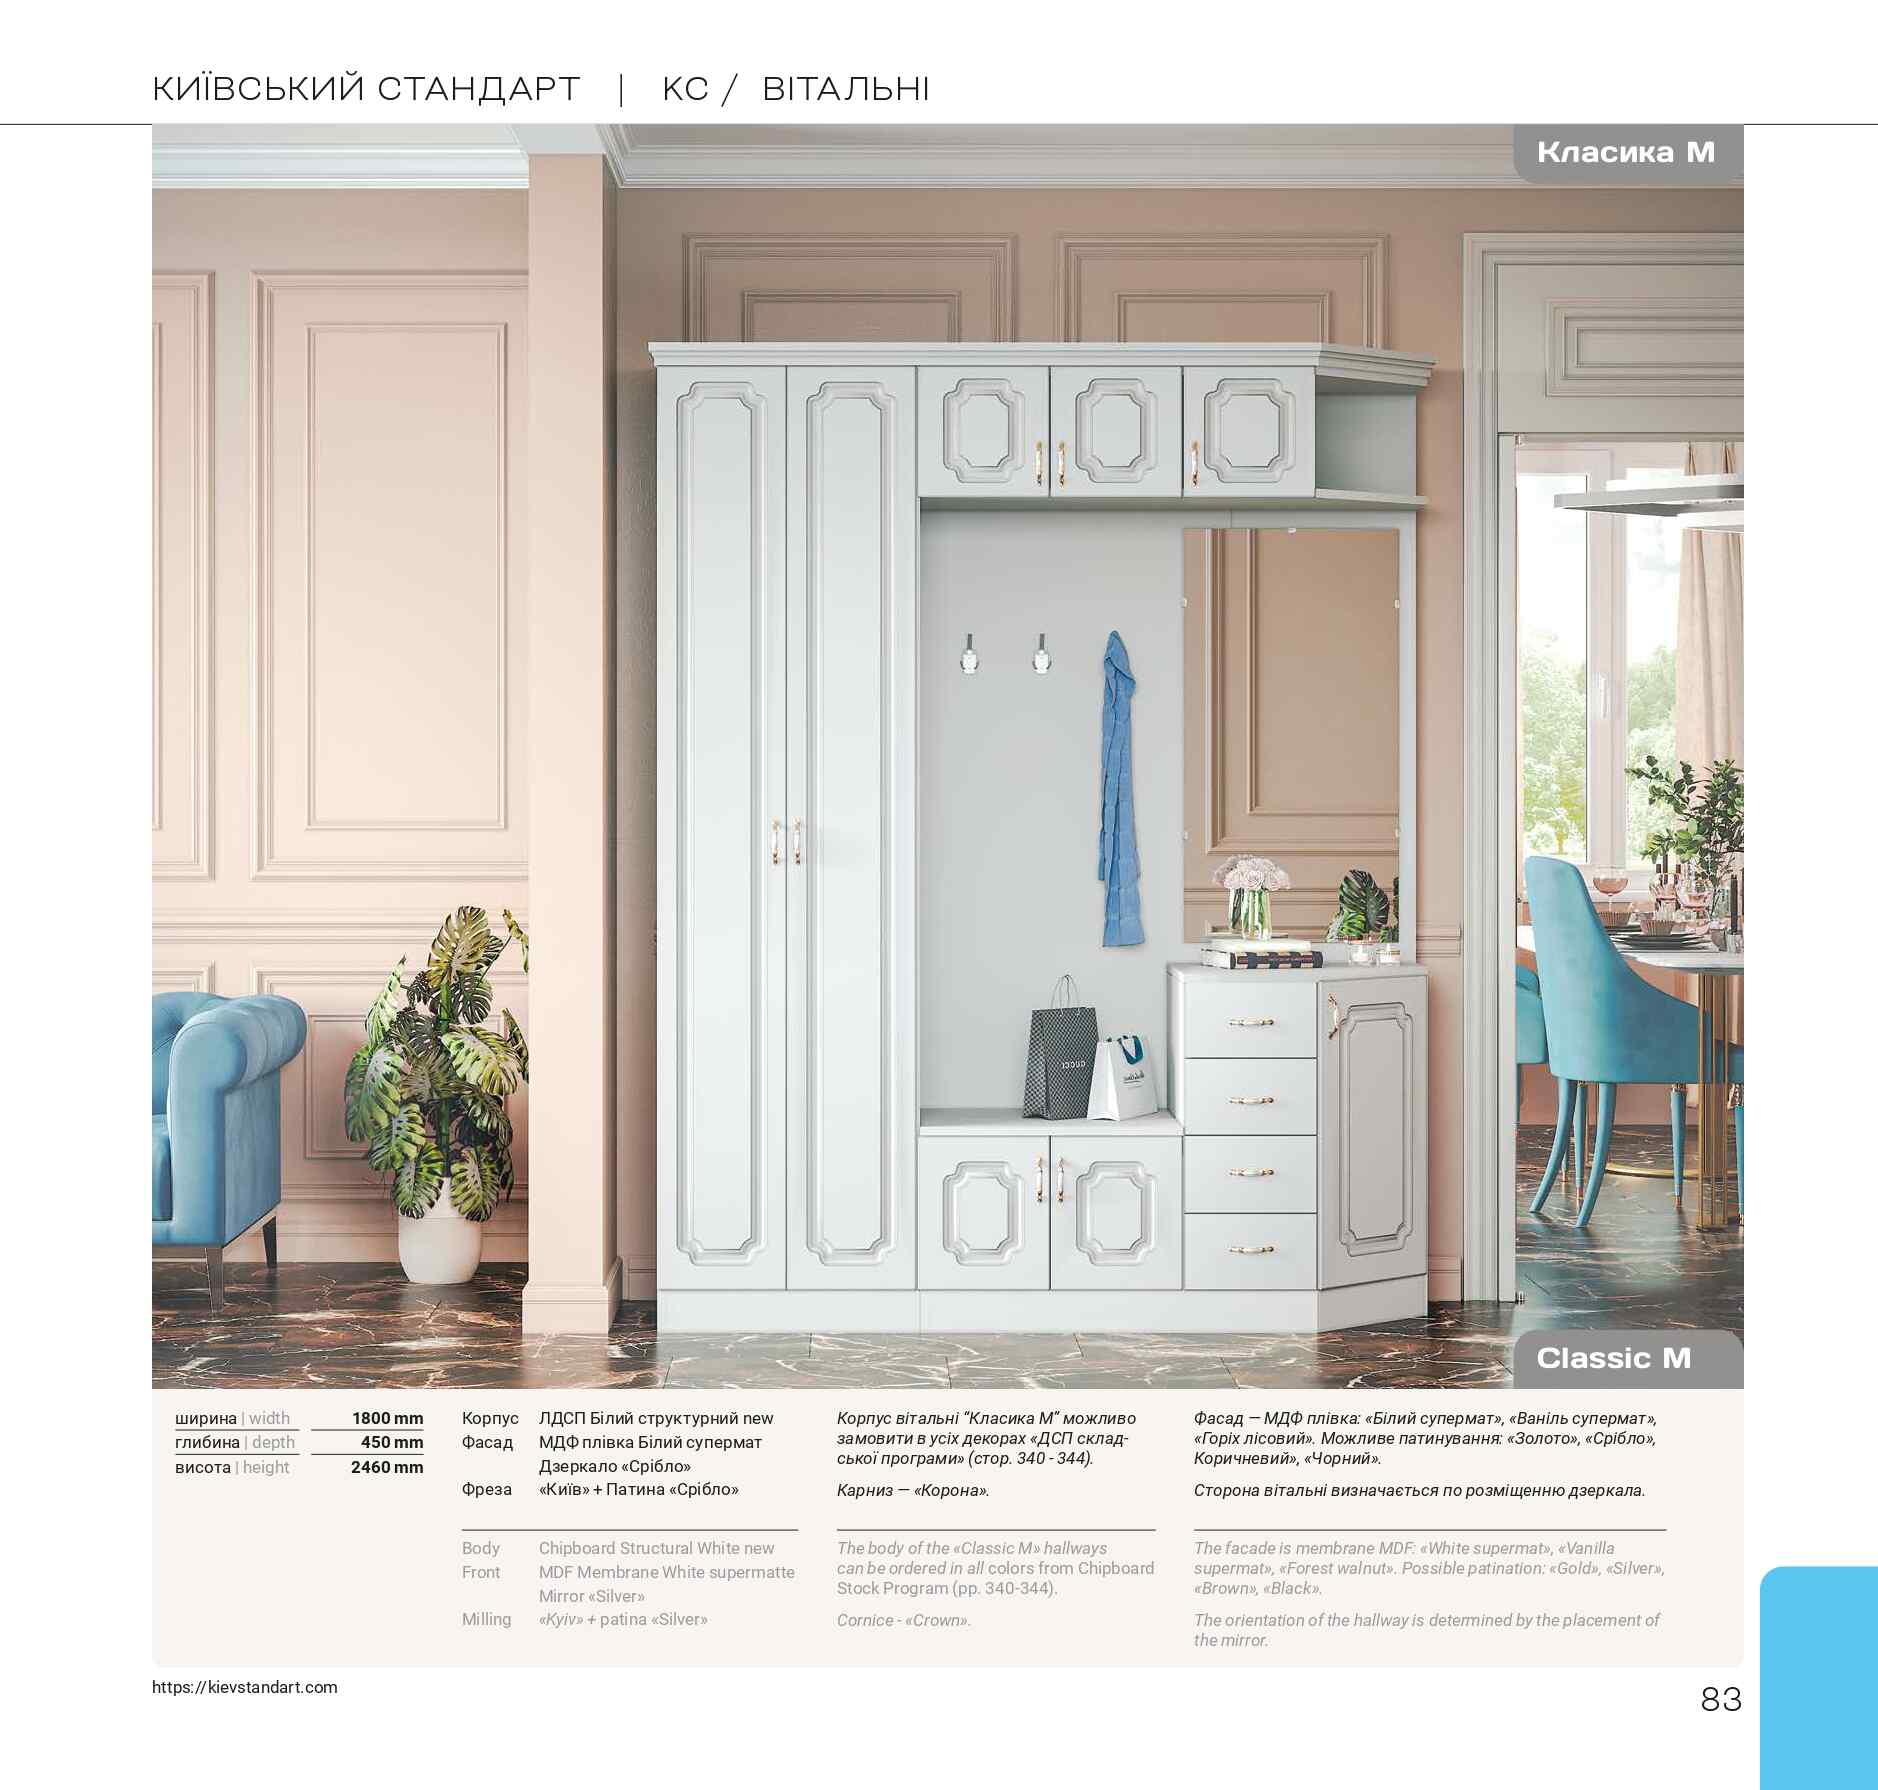 КИЇВСЬКИЙ СТАНДАРТ | КС / ВІТАЛЬНІ
Класика М
GUCCI
Classic M
ширина | width 1800 mm
глибина | depth 450 mm
висота | height 2460 mm
Корпус ЛДСП Білий структурний new
Фасад МДФ плівка Білий супермат
Дзеркало «Срібло»
Фреза «Київ» + Патина «Срібло»
Body Chipboard Structural White new
Front MDF Membrane White supermatte
Mirror «Silver»
Milling «Kyiv» + patina «Silver»
Корпус вітальні “Класика М” можливо
замовити в усіх декорах «ДСП склад-
ської програми» (стор. 340 - 344).
Карниз — «Корона».
The body of the «Classic M» hallways
can be ordered in all colors from Chipboard
Stock Program (pp. 340-344).
Cornice - «Crown».
Фасад — МДФ плівка: «Білий супермат», «Ваніль супермат»,
«Горіх лісовий». Можливе патинування: «Золото», «Срібло»,
Коричневий», «Чорний».
Сторона вітальні визначається по розміщенню дзеркала.
The facade is membrane MDF: «White supermat», «Vanilla
supermat», «Forest walnut». Possible patination: «Gold», «Silver»,
«Brown», «Black».
The orientation of the hallway is determined by the placement of
the mirror.
https://kievstandart.com
83